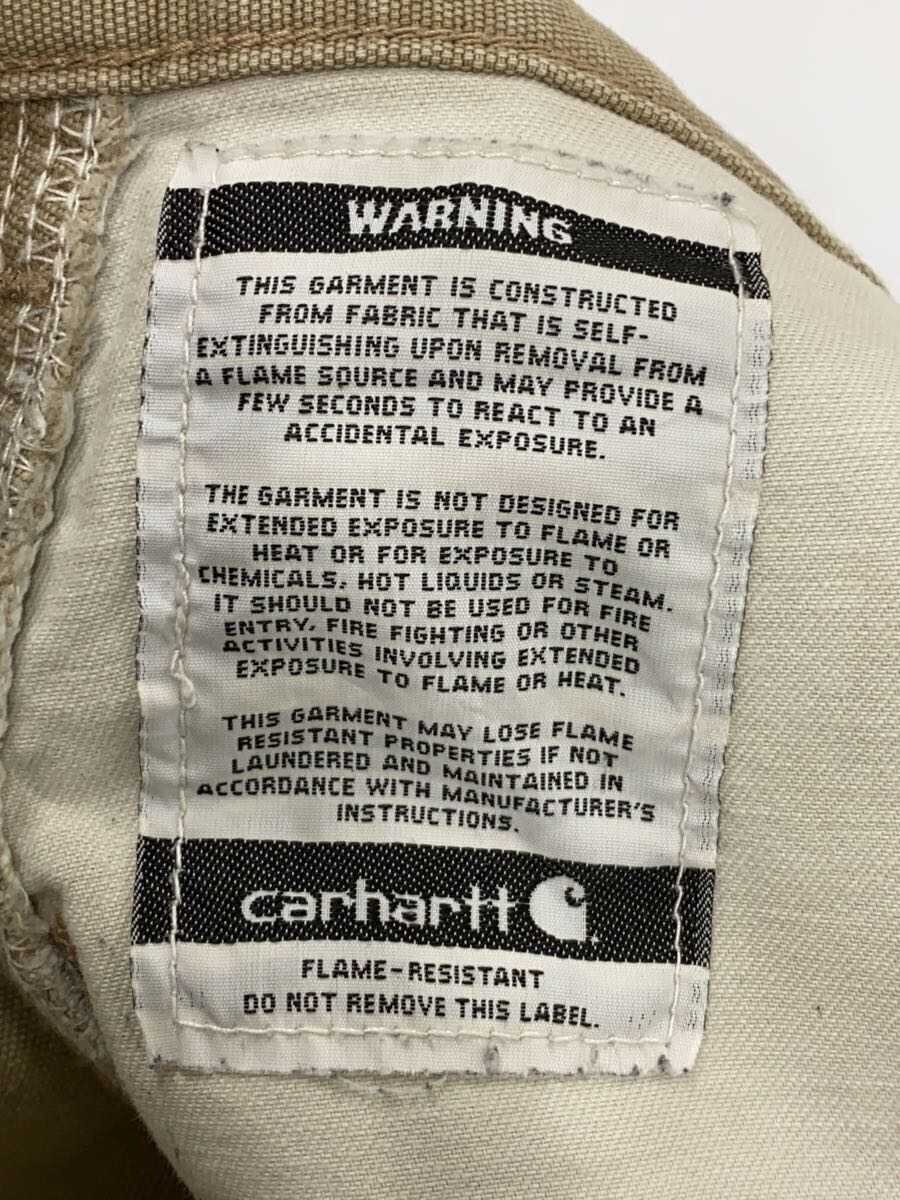 WARNING
THIS GARMENT IS CONSTRUCTED
FROM FABRIC THAT IS SELF-
EXTINGUISHING UPON REMOVAL FROM
A FLAME SOURCE AND MAY PROVIDE A
FEW SECONDS TO REACT TO AN
ACCIDENTAL EXPOSURE.
THE GARMENT IS NOT DESIGNED FOR
EXTENDED EXPOSURE TO FLAME OR
HEAT OR FOR EXPOSURE TO
CHEMICALS, HOT LIQUIDS OR STEAM.
IT SHOULD NOT BE USED FOR FIRE
ENTRY, FIRE FIGHTING OR OTHER
ACTIVITIES INVOLVING EXTENDED
EXPOSURE TO FLAME OR HEAT.
THIS GARMENT MAY LOSE FLAME
RESISTANT PROPERTIES IF NOT
LAUNDERED AND MAINTAINED IN
ACCORDANCE WITH MANUFACTURER'S
INSTRUCTIONS.
carhartt
FLAME-RESISTANT
DO NOT REMOVE THIS LABEL.